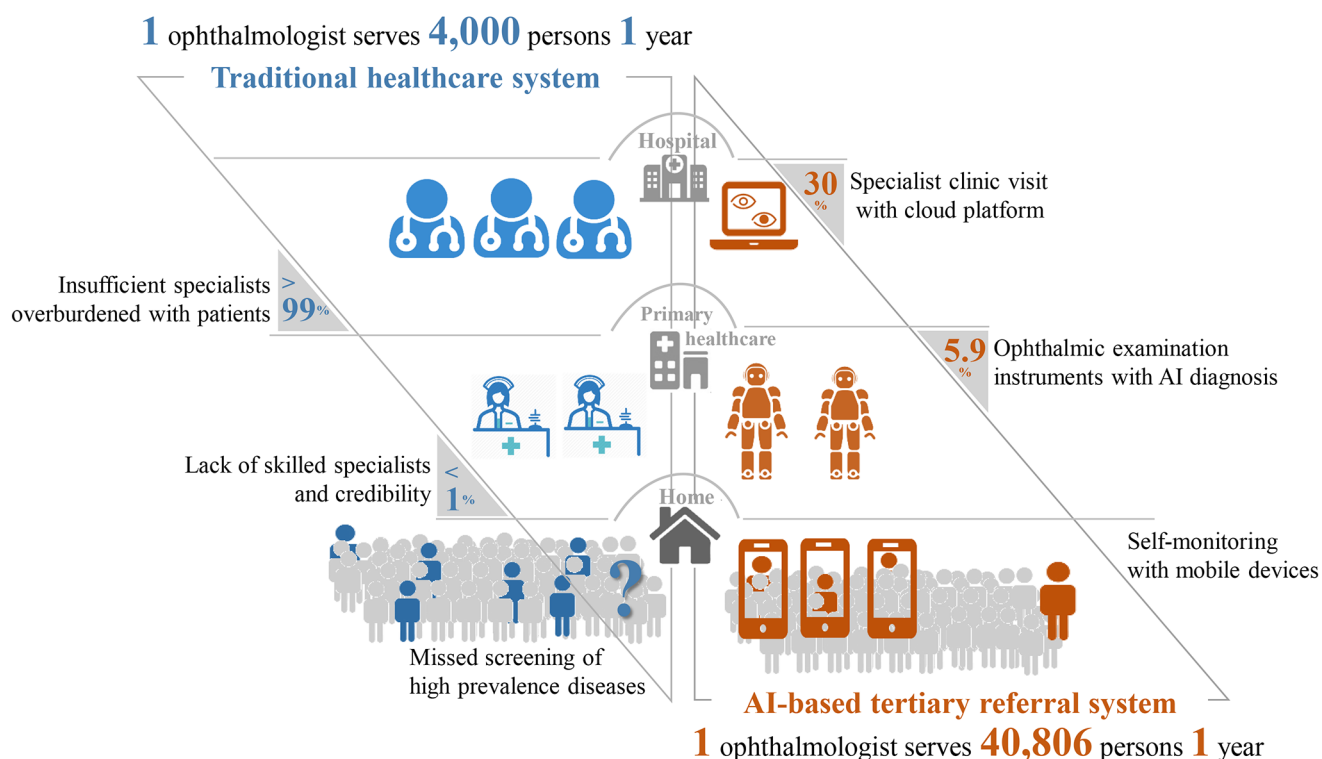 1 ophthalmologist serves 4,000 persons 1 year
Traditional healthcare system
Hospital
30
%
Specialist clinic visit
with cloud platform
Insufficient specialists
overburdened with patients
>
99%
Primary
healthcare
5.9
%
Ophthalmic examination
instruments with AI diagnosis
Lack of skilled specialists
and credibility
<
1%
Home
?
Self-monitoring
with mobile devices
Missed screening of
high prevalence diseases
AI-based tertiary referral system
1 ophthalmologist serves 40,806 persons 1 year